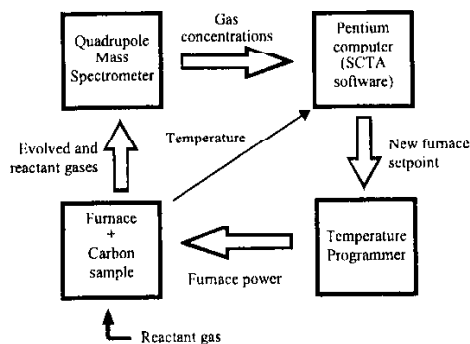 Quadrupole
Mass
Spectrometer
Gas
concentrations
Pentium
computer
(SCTA
software)
Evolved and
reactant gases
Temperature
New furnace
setpoint
Furnace
+
Carbon
sample
Furnace power
Temperature
Programmer
Reactant gas